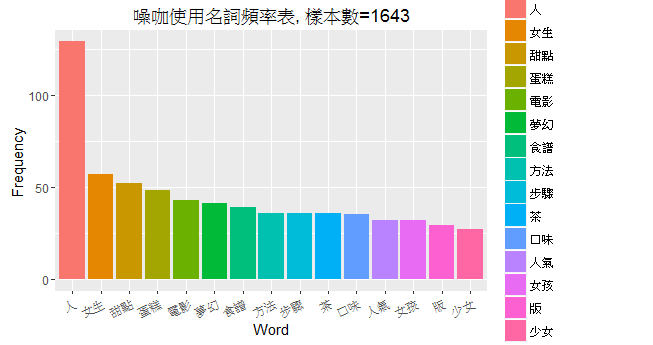 噪咖使用名詞頻率表, 樣本數=1643
Frequency
100
50
0
人
女生
甜點
蛋糕
電影
夢幻
食譜
方法
步驟
茶
口味
人氣
女孩
版
少女
Word
人
女生
甜點
蛋糕
電影
夢幻
食譜
方法
步驟
茶
口味
人氣
女孩
版
少女